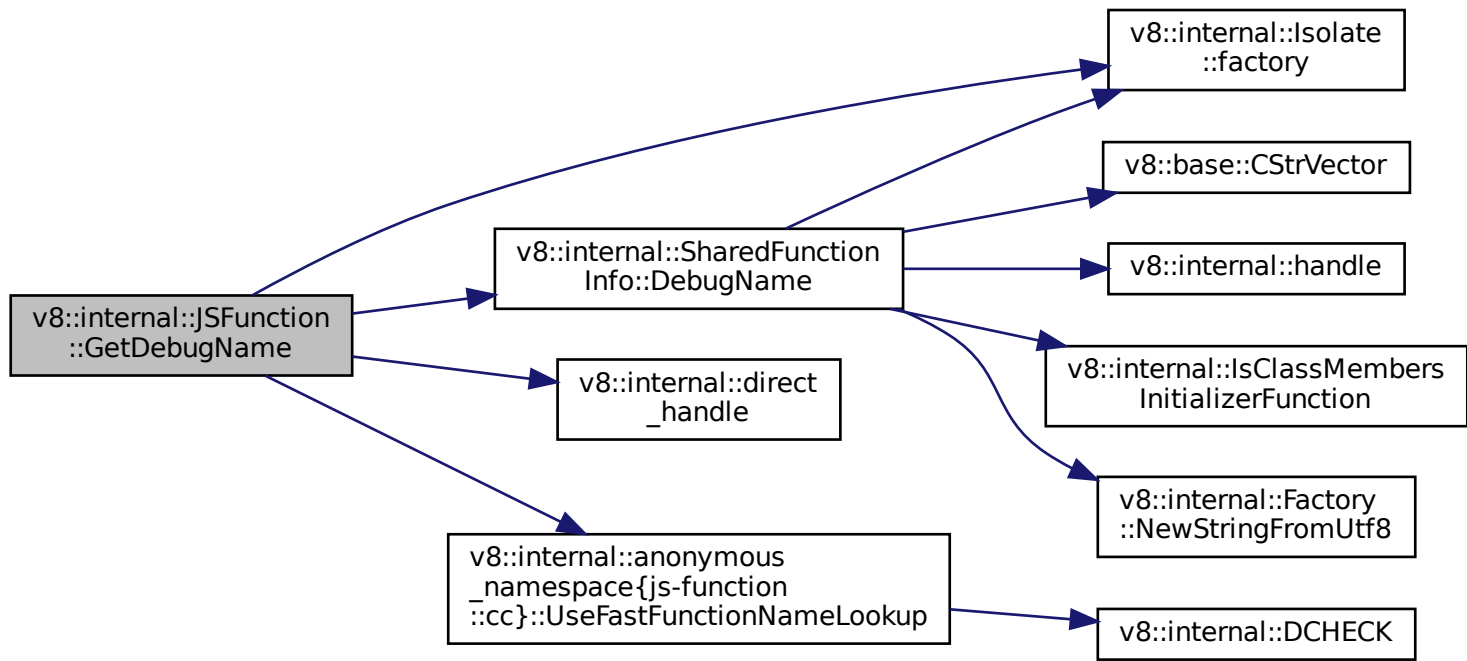 v8::internal::JSFunction
::GetDebugName
v8::internal::Isolate
::factory
v8::internal::SharedFunction
Info::DebugName
v8::base::CStrVector
v8::internal::handle
v8::internal::IsClassMembers
InitializerFunction
v8::internal::Factory
::NewStringFromUtf8
v8::internal::direct
_handle
v8::internal::anonymous
_namespace{js-function
::cc}::UseFastFunctionNameLookup
v8::internal::DCHECK